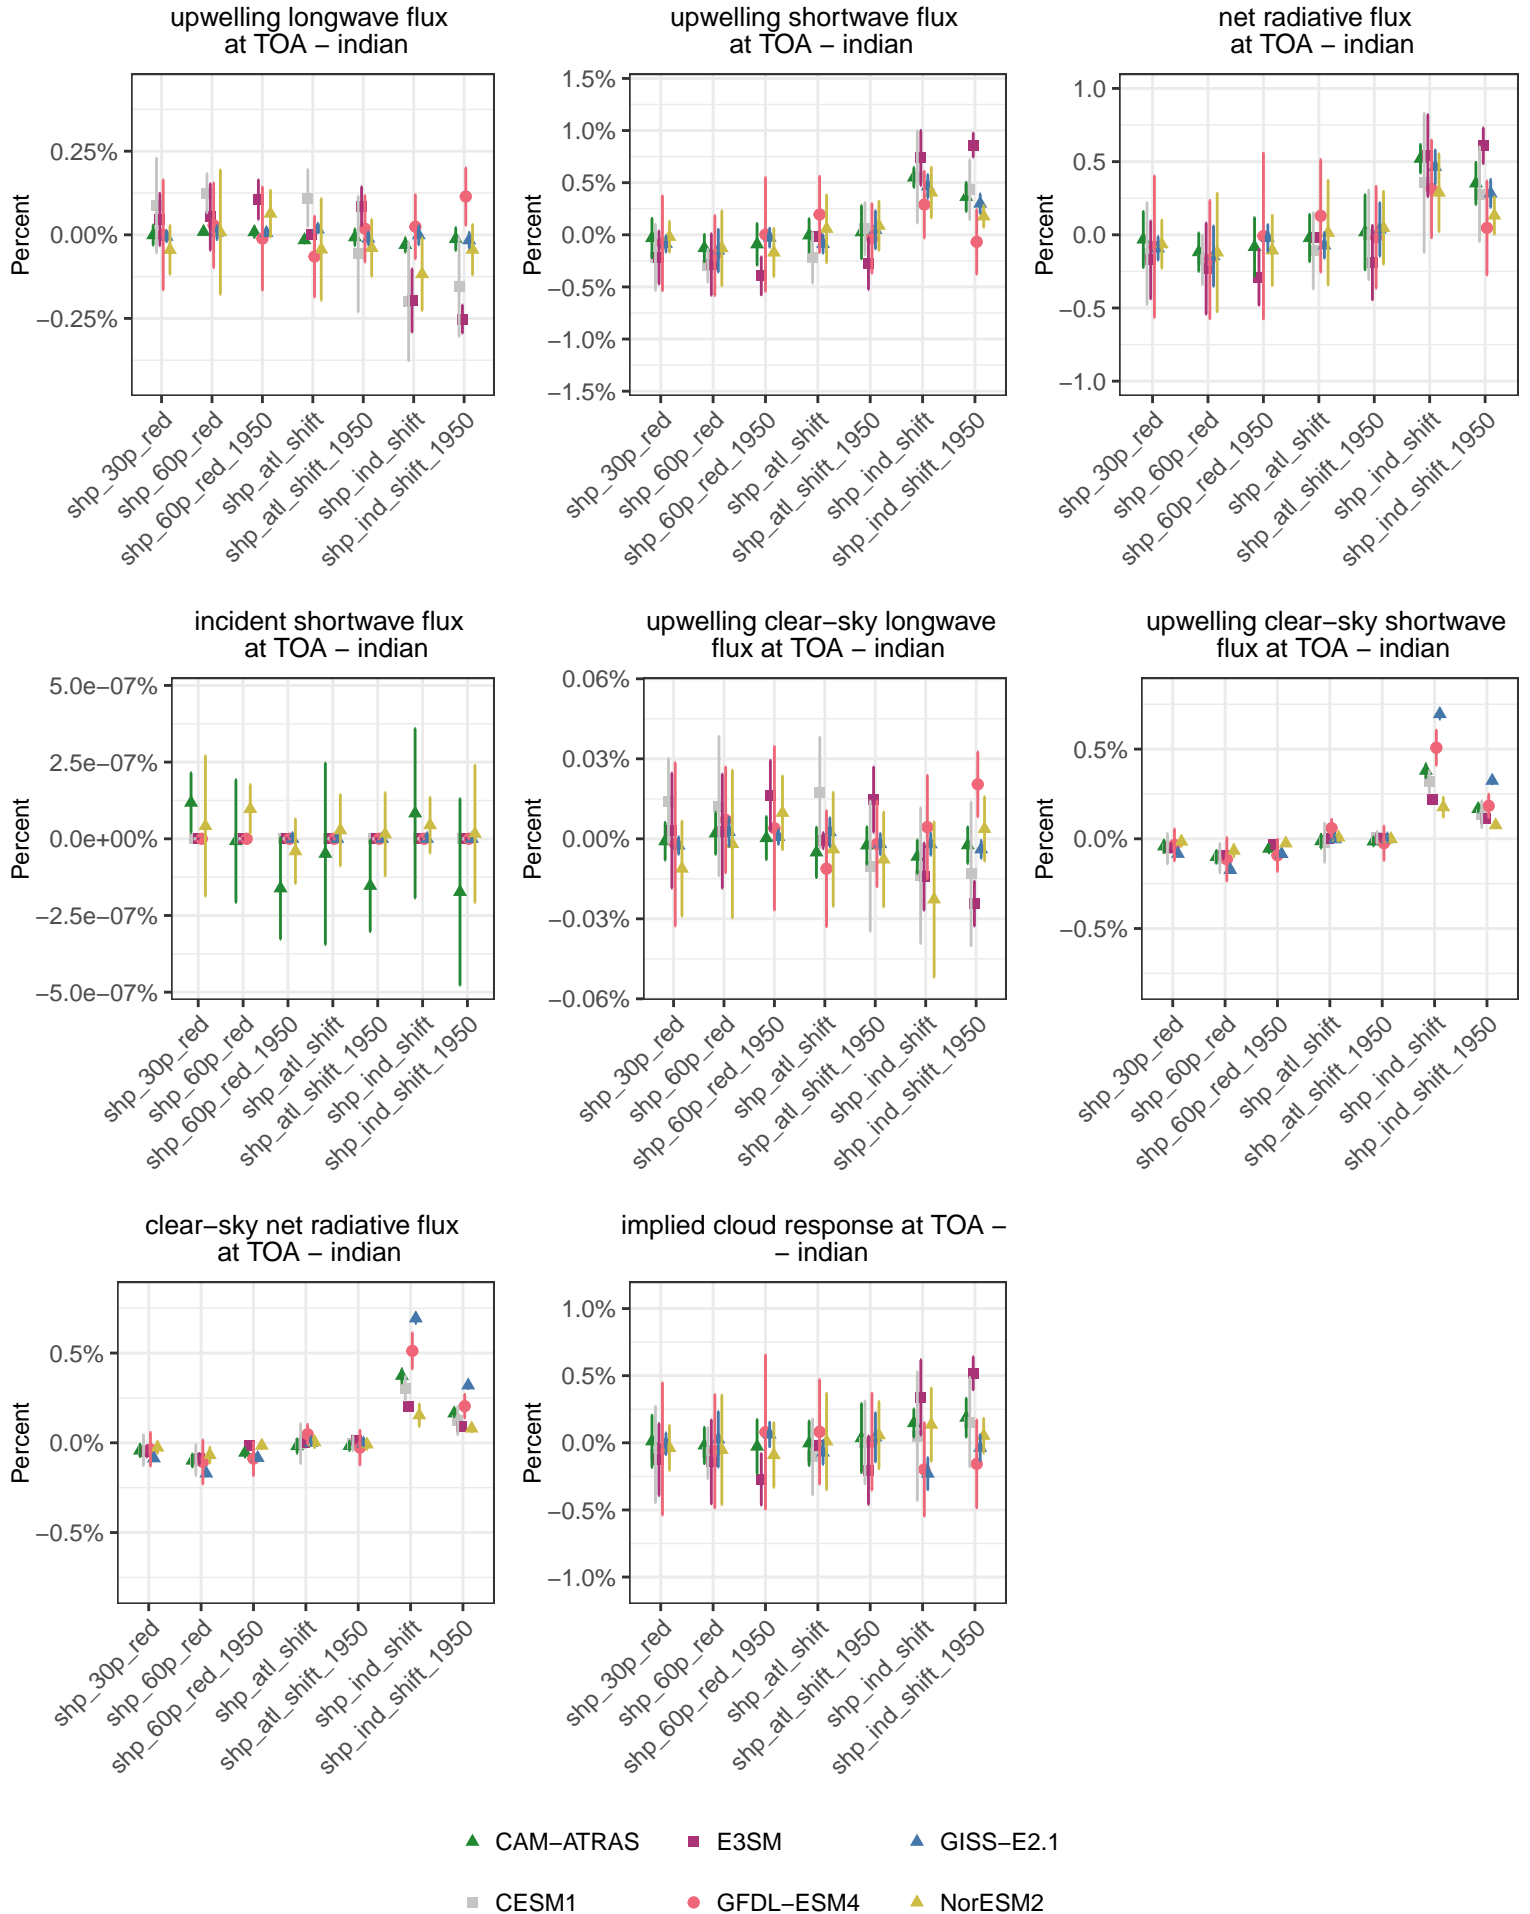 upwelling longwave flux
at TOA − indian
Percent
0.25%
0.00%
−0.25%
shp_30p_red
shp_60p_red
shp_60p_red_1950
shp_atl_shift
shp_atl_shift_1950
shp_ind_shift
shp_ind_shift_1950
upwelling shortwave flux
at TOA − indian
Percent
1.5%
1.0%
0.5%
0.0%
−0.5%
−1.0%
−1.5%
shp_30p_red
shp_60p_red
shp_60p_red_1950
shp_atl_shift
shp_atl_shift_1950
shp_ind_shift
shp_ind_shift_1950
net radiative flux
at TOA − indian
Percent
1.0
0.5
0.0
−0.5
−1.0
shp_30p_red
shp_60p_red
shp_60p_red_1950
shp_atl_shift
shp_atl_shift_1950
shp_ind_shift
shp_ind_shift_1950
incident shortwave flux
at TOA − indian
Percent
5.0e−07%
2.5e−07%
0.0e+00%
−2.5e−07%
−5.0e−07%
shp_30p_red
shp_60p_red
shp_60p_red_1950
shp_atl_shift
shp_atl_shift_1950
shp_ind_shift
shp_ind_shift_1950
upwelling clear−sky longwave
flux at TOA − indian
Percent
0.06%
0.03%
0.00%
−0.03%
−0.06%
shp_30p_red
shp_60p_red
shp_60p_red_1950
shp_atl_shift
shp_atl_shift_1950
shp_ind_shift
shp_ind_shift_1950
upwelling clear−sky shortwave
flux at TOA − indian
Percent
0.5%
0.0%
−0.5%
shp_30p_red
shp_60p_red
shp_60p_red_1950
shp_atl_shift
shp_atl_shift_1950
shp_ind_shift
shp_ind_shift_1950
clear−sky net radiative flux
at TOA − indian
Percent
0.5%
0.0%
−0.5%
shp_30p_red
shp_60p_red
shp_60p_red_1950
shp_atl_shift
shp_atl_shift_1950
shp_ind_shift
shp_ind_shift_1950
implied cloud response at TOA −
− indian
Percent
1.0%
0.5%
0.0%
−0.5%
−1.0%
shp_30p_red
shp_60p_red
shp_60p_red_1950
shp_atl_shift
shp_atl_shift_1950
shp_ind_shift
shp_ind_shift_1950
CAM−ATRAS
E3SM
GISS−E2.1
CESM1
GFDL−ESM4
NorESM2